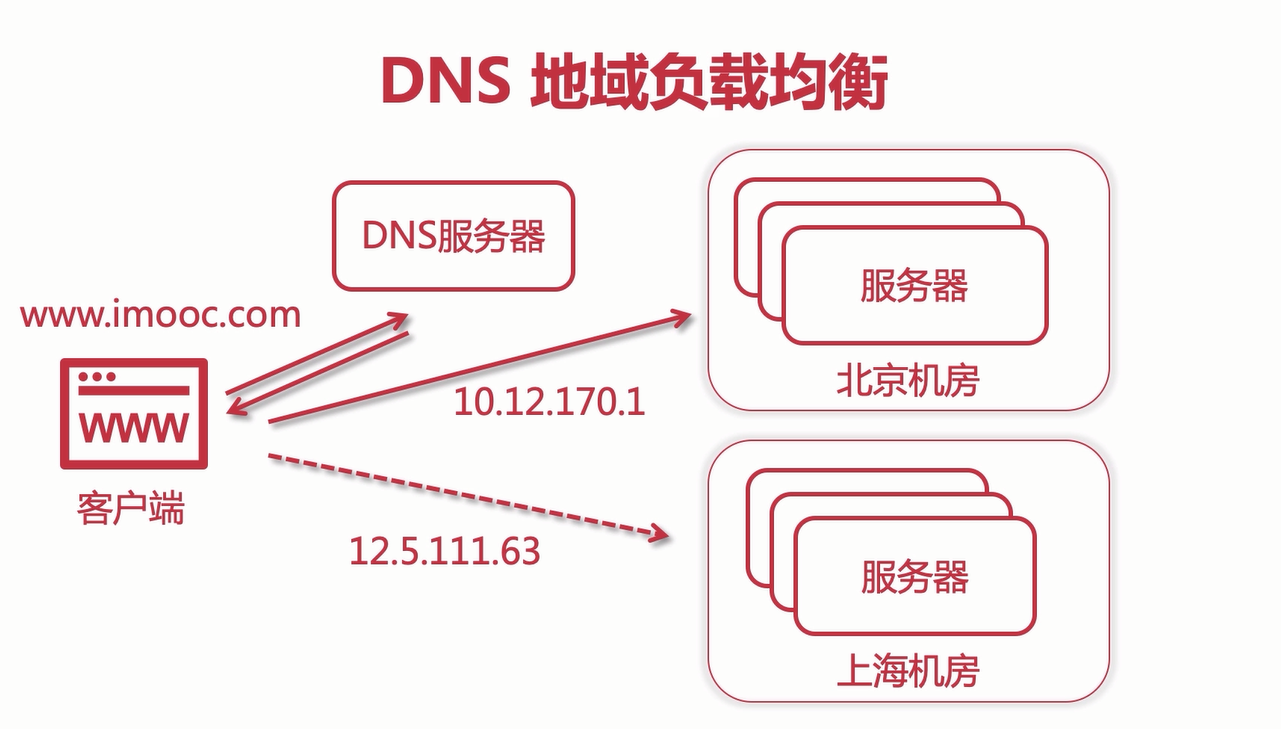 DNS 地域负载均衡
DNS服务器
www.imooc.com
WWW
客户端
10.12.170.1
12.5.111.63
服务器
北京机房
服务器
上海机房